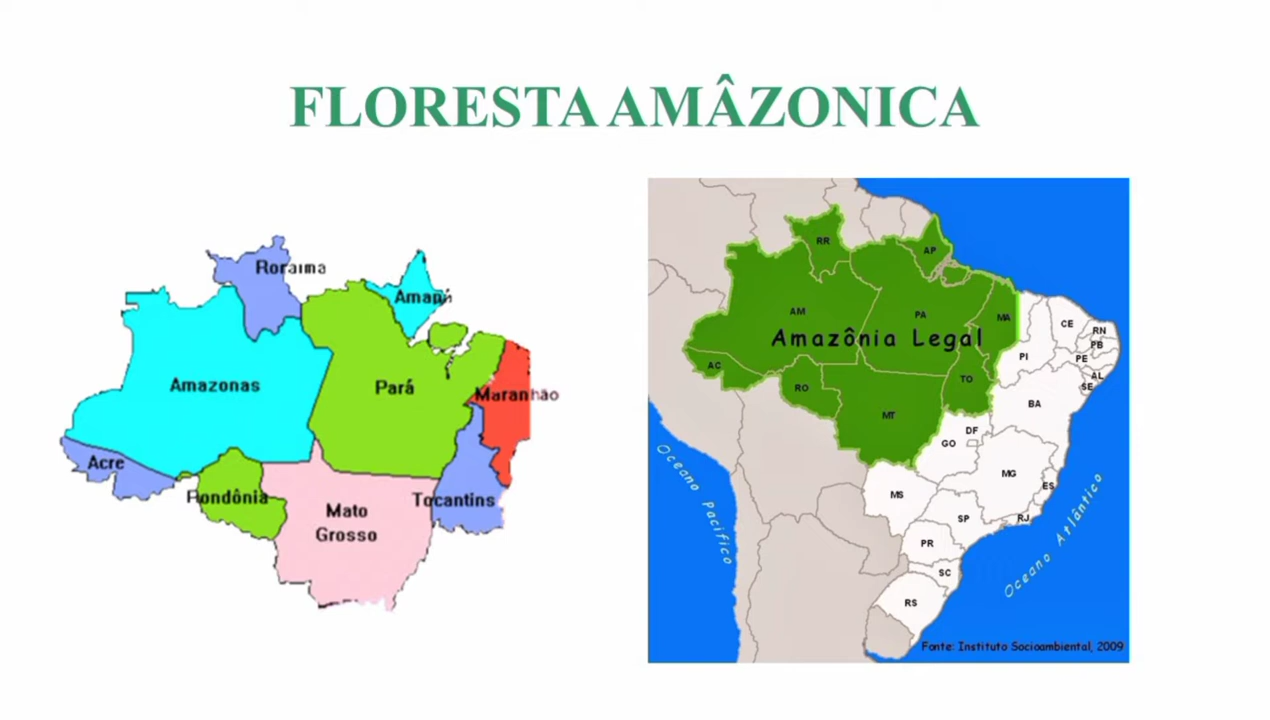 FLORESTA AMÂZONICA
Roraima
Amapá
Amazonas
Pará
Maranhão
Acre
Rondônia
Tocantins
Mato
Grosso
RR
AP
AM
PA
MA
Amazônia Legal
AC
RO
TO
MT
CE
RN
PB
PI
PE
AL
SE
BA
DF
GO
MG
MS
ES
SP
RJ
PR
SC
RS
Oceano Pacífico
Oceano Atlântico
Fonte: Instituto Socioambiental, 2009